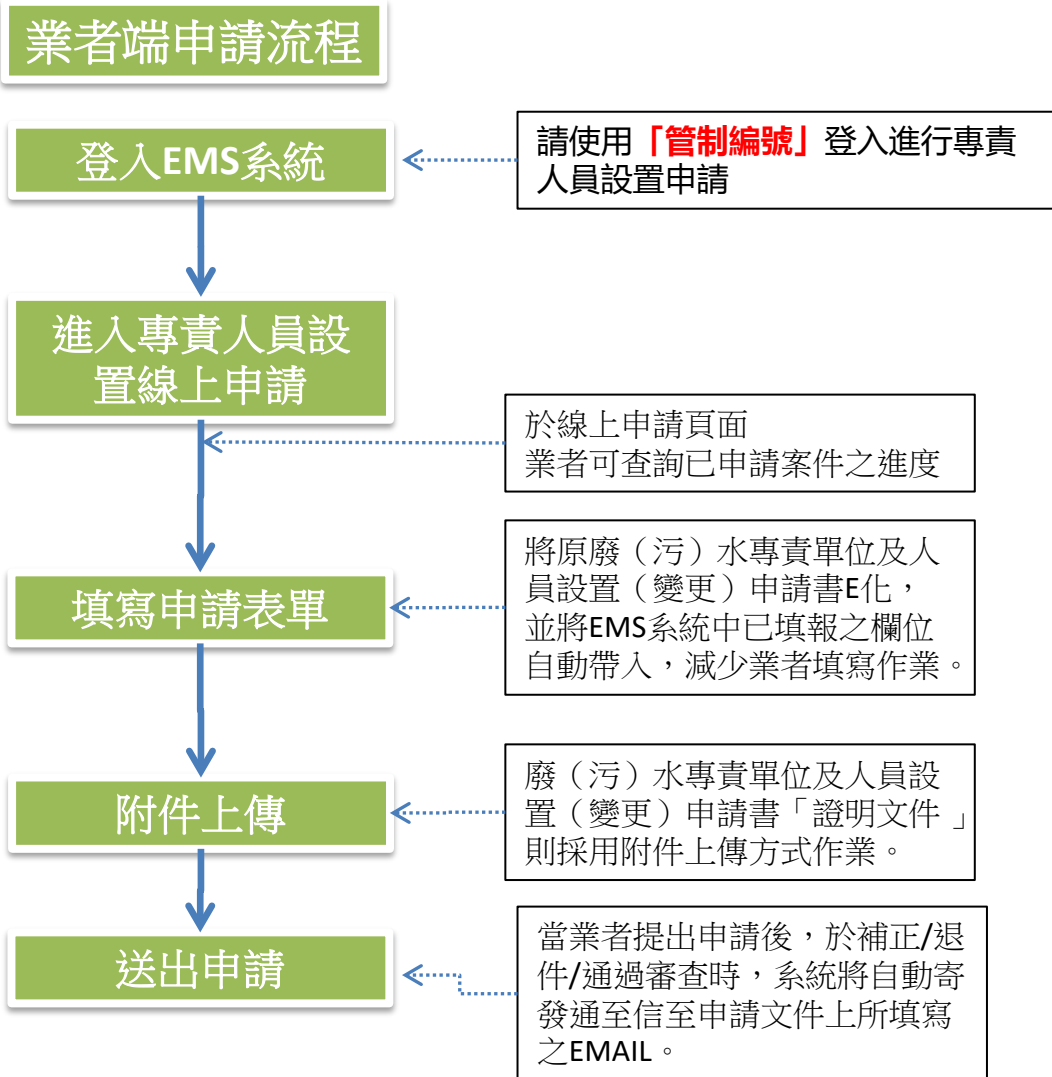 業者端申請流程
登入EMS系統
請使用「管制編號」登入進行專責
人員設置申請
進入專責人員設
置線上申請
於線上申請頁面
業者可查詢已申請案件之進度
填寫申請表單
將原廢（污）水專責單位及人
員設置（變更）申請書E化，
並將EMS系統中已填報之欄位
自動帶入，減少業者填寫作業。
附件上傳
廢（污）水專責單位及人員設
置（變更）申請書「證明文件」
則採用附件上傳方式作業。
送出申請
當業者提出申請後，於補正/退
件/通過審查時，系統將自動寄
發通至信至申請文件上所填寫
之EMAIL。